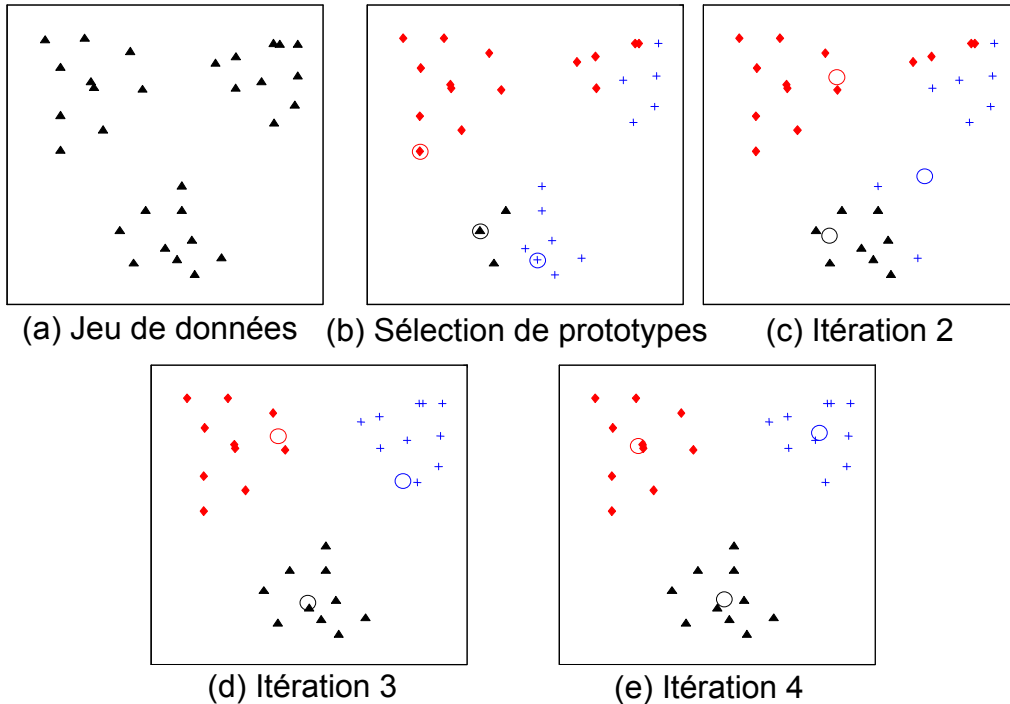 (a) Jeu de données
(b) Sélection de prototypes
(c) Itération 2
(d) Itération 3
(e) Itération 4